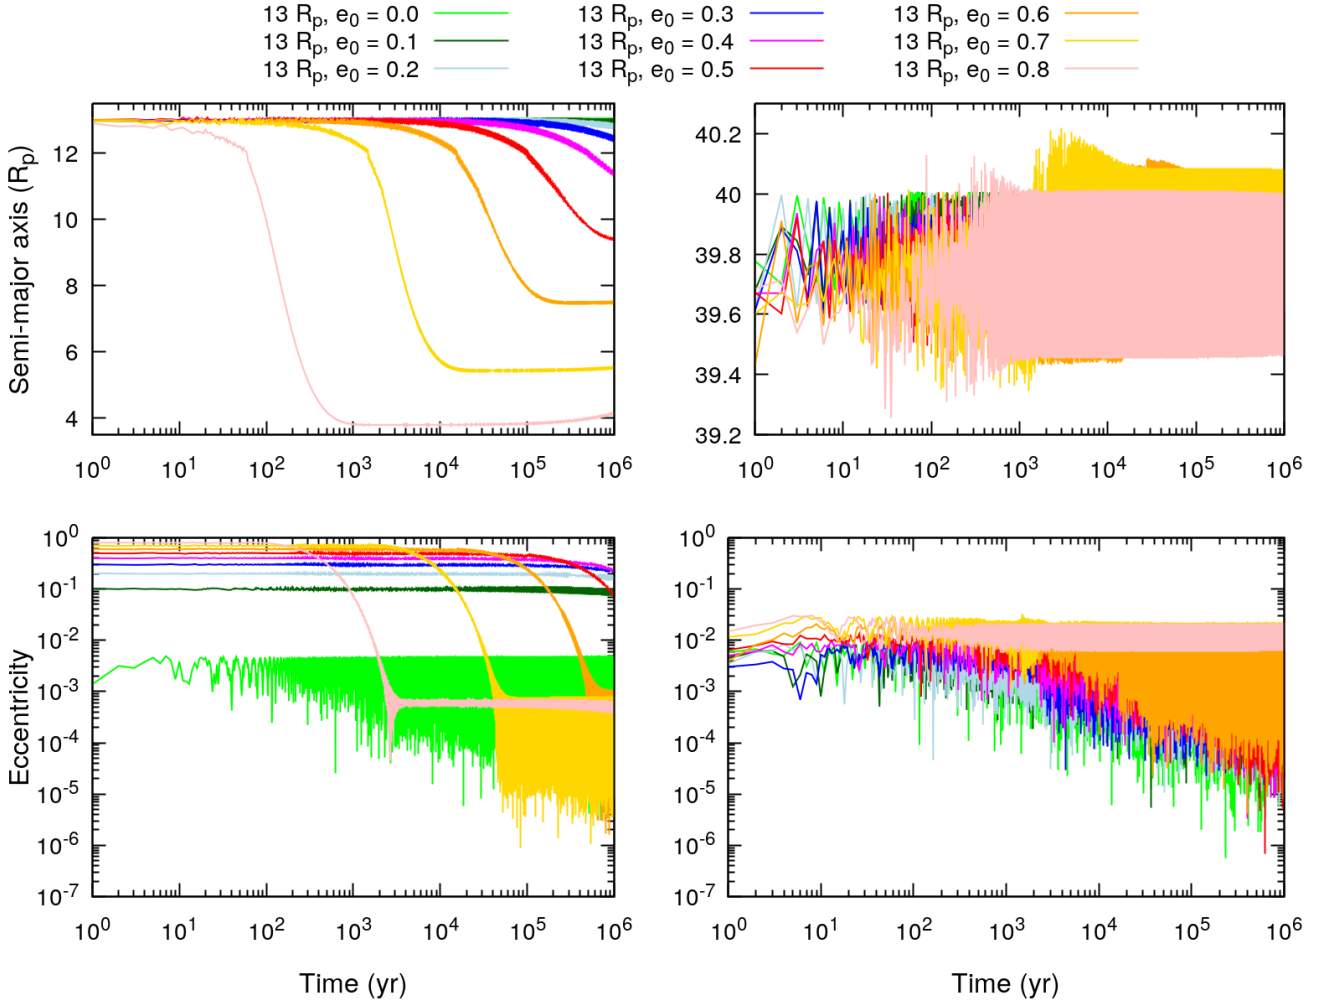 13 Rp, e0 = 0.0 13 Rp, e0 = 0.3 13 Rp, e0 = 0.6
13 Rp, e0 = 0.1 13 Rp, e0 = 0.4 13 Rp, e0 = 0.7
13 Rp, e0 = 0.2 13 Rp, e0 = 0.5 13 Rp, e0 = 0.8
Semi-major axis (Rp)
12
10
8
6
4
10^0 10^1 10^2 10^3 10^4 10^5 10^6
40.2
40
39.8
39.6
39.4
39.2
10^0 10^1 10^2 10^3 10^4 10^5 10^6
Eccentricity
10^0
10^-1
10^-2
10^-3
10^-4
10^-5
10^-6
10^-7
10^0 10^1 10^2 10^3 10^4 10^5 10^6
Time (yr)
10^0
10^-1
10^-2
10^-3
10^-4
10^-5
10^-6
10^-7
10^0 10^1 10^2 10^3 10^4 10^5 10^6
Time (yr)